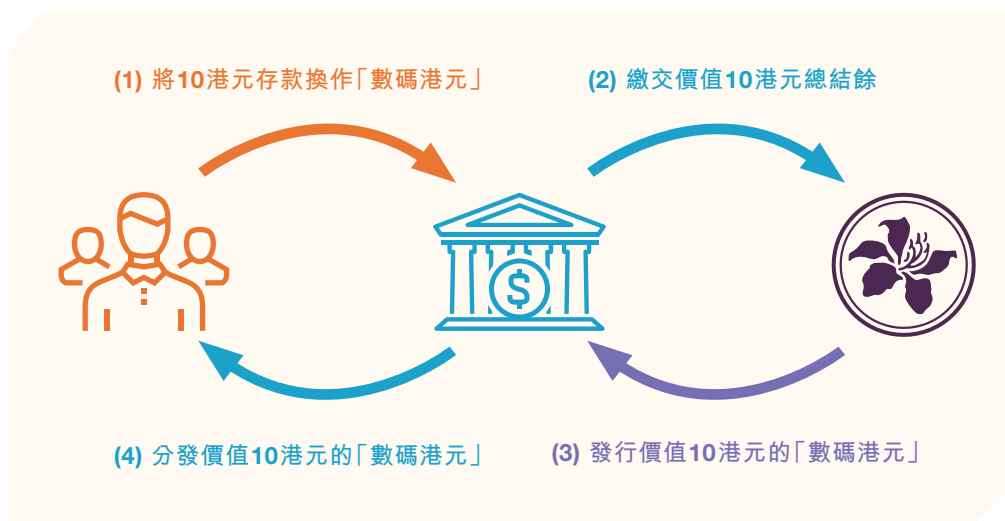 (1) 將10港元存款換作「數碼港元」
(2) 繳交價值10港元總結餘
$
(4) 分發價值10港元的「數碼港元」
(3) 發行價值10港元的「數碼港元」